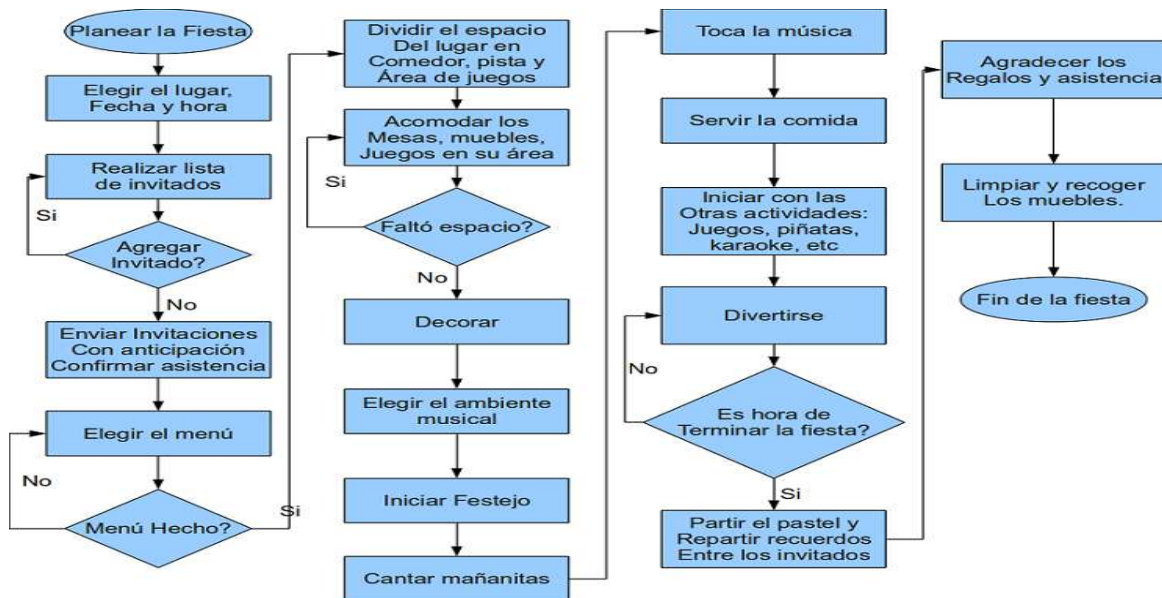 Planear la Fiesta
Elegir el lugar,
Fecha y hora
Realizar lista
de invitados
Si
Agregar
Invitado?
No
Enviar Invitaciones
Con anticipación
Confirmar asistencia
Elegir el menú
No
Menú Hecho?
Si
Dividir el espacio
Del lugar en
Comedor, pista y
Área de juegos
Acomodar los
Mesas, muebles,
Juegos en su área
Si
Faltó espacio?
No
Decorar
Elegir el ambiente
musical
Iniciar Festejo
Cantar mañanitas
Toca la música
Servir la comida
Iniciar con las
Otras actividades:
Juegos, piñatas,
karaoke, etc
Divertirse
No
Es hora de
Terminar la fiesta?
Si
Partir el pastel y
Repartir recuerdos
Entre los invitados
Agradecer los
Regalos y asistencia
Limpiar y recoger
Los muebles.
Fin de la fiesta